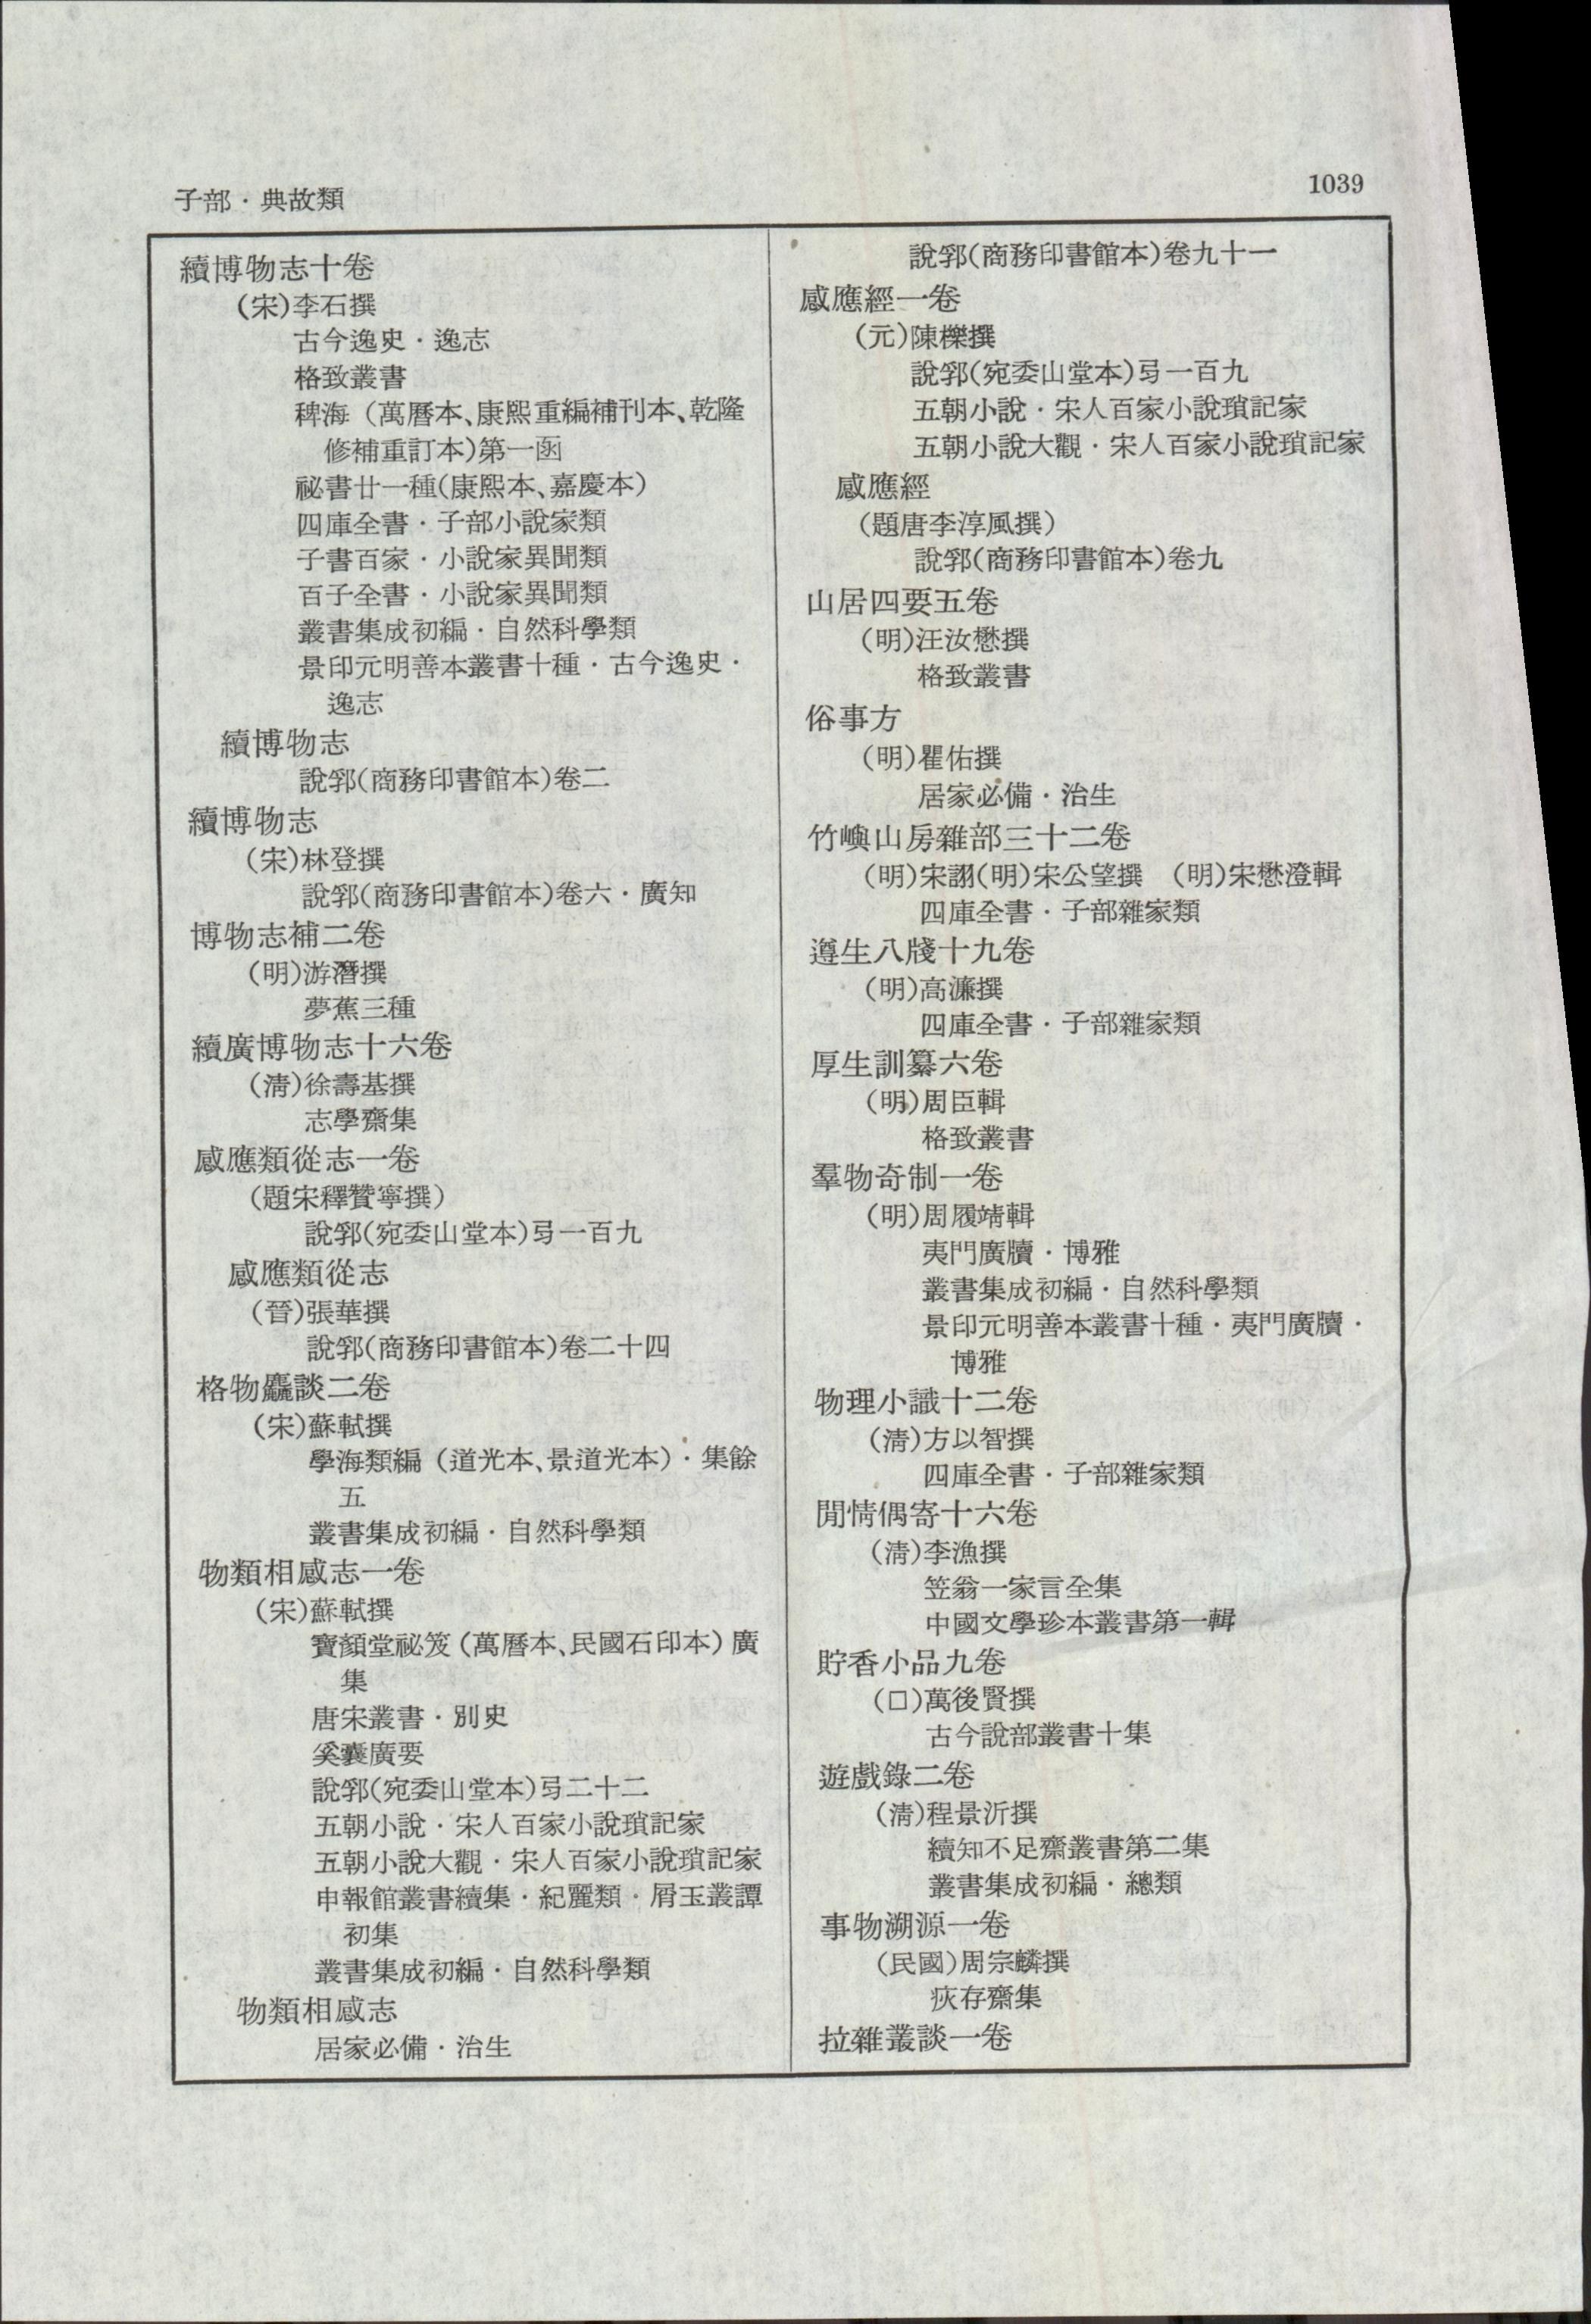 子部·典故類
1039
續博物志十卷
(宋)李石撰
古今逸史·逸志
格致叢書
稗海(萬曆本、康熙重編補刊本、乾隆
修補重訂本)第一函
祕書廿一種(康熙本、嘉慶本)
四庫全書·子部小說家類
子書百家·小說家異聞類
百子全書·小說家異聞類
叢書集成初編·自然科學類
景印元明善本叢書十種·古今逸史·
逸志
續博物志
說郛(商務印書館本)卷二
續博物志
(宋)林登撰
說郛(商務印書館本)卷六·廣知
博物志補二卷
(明)游潛撰
夢蕉三種
續廣博物志十六卷
(清)徐壽基撰
志學齋集
感應類從志一卷
(題宋釋贊寧撰)
說郛(宛委山堂本)弓一百九
感應類從志
(晉)張華撰
說郛(商務印書館本)卷二十四
格物麤談二卷
(宋)蘇軾撰
學海類編(道光本、景道光本)·集餘
五
叢書集成初編·自然科學類
物類相感志一卷
(宋)蘇軾撰
寶顏堂祕笈(萬曆本、民國石印本)廣
集
唐宋叢書·別史
奚囊廣要
說郛(宛委山堂本)弓二十二
五朝小說·宋人百家小說瑣記家
五朝小說大觀·宋人百家小說瑣記家
申報館叢書續集·紀麗類·屑玉叢譚
初集
叢書集成初編·自然科學類
物類相感志
居家必備·治生
說郛(商務印書館本)卷九十一
感應經一卷
(元)陳櫟撰
說郛(宛委山堂本)弓一百九
五朝小說·宋人百家小說瑣記家
五朝小說大觀·宋人百家小說瑣記家
感應經
(題唐李淳風撰)
說郛(商務印書館本)卷九
山居四要五卷
(明)汪汝懋撰
格致叢書
俗事方
(明)瞿佑撰
居家必備·治生
竹嶼山房雜部三十二卷
(明)宋詡(明)宋公望撰　(明)宋懋澄輯
四庫全書·子部雜家類
遵生八牋十九卷
(明)高濂撰
四庫全書·子部雜家類
厚生訓纂六卷
(明)周臣輯
格致叢書
羣物奇制一卷
(明)周履靖輯
夷門廣牘·博雅
叢書集成初編·自然科學類
景印元明善本叢書十種·夷門廣牘·
博雅
物理小識十二卷
(清)方以智撰
四庫全書·子部雜家類
閒情偶寄十六卷
(清)李漁撰
笠翁一家言全集
中國文學珍本叢書第一輯
貯香小品九卷
(□)萬後賢撰
古今說部叢書十集
遊戲錄二卷
(清)程景沂撰
續知不足齋叢書第二集
叢書集成初編·總類
事物溯源一卷
(民國)周宗麟撰
疢存齋集
拉雜叢談一卷